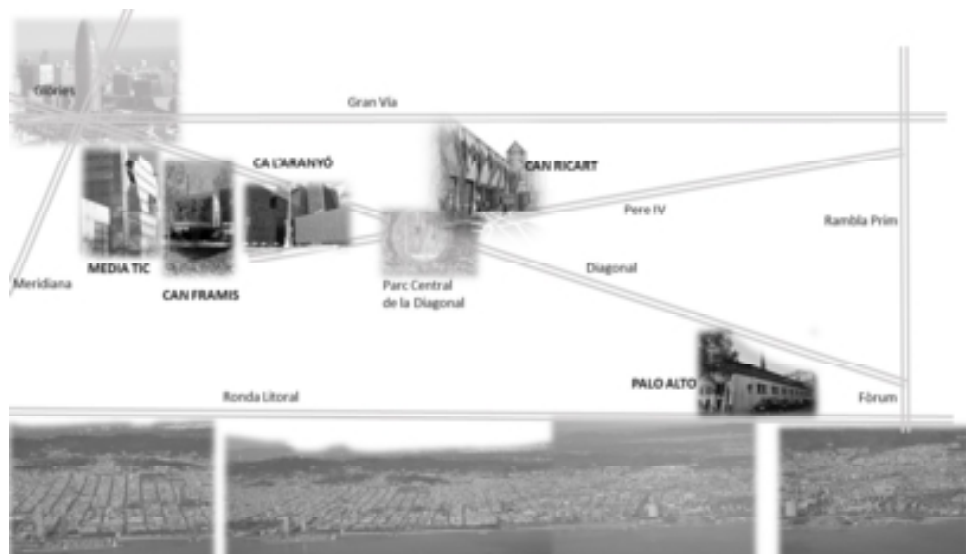 Glòries
Gran Vía
CA L'ARANYÓ
CAN RICART
Pere IV
Rambla Prim
MEDIA TIC
Diagonal
Meridiana
CAN FRAMIS
Parc Central
de la Diagonal
PALO ALTO
Ronda Litoral
Fòrum